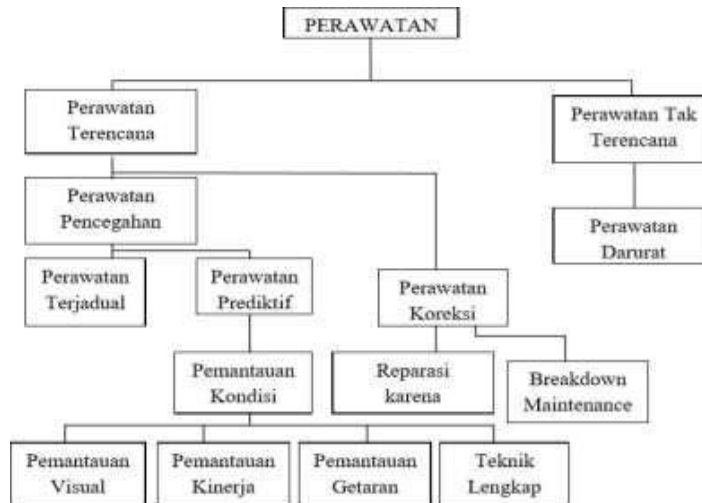 PERAWATAN
Perawatan
Terencana
Perawatan Tak
Terencana
Perawatan
Pencegahan
Perawatan
Darurat
Perawatan
Terjadual
Perawatan
Prediktif
Perawatan
Koreksi
Pemantauan
Kondisi
Reparasi
karena
Breakdown
Maintenance
Pemantauan
Visual
Pemantauan
Kinerja
Pemantauan
Getaran
Teknik
Lengkap